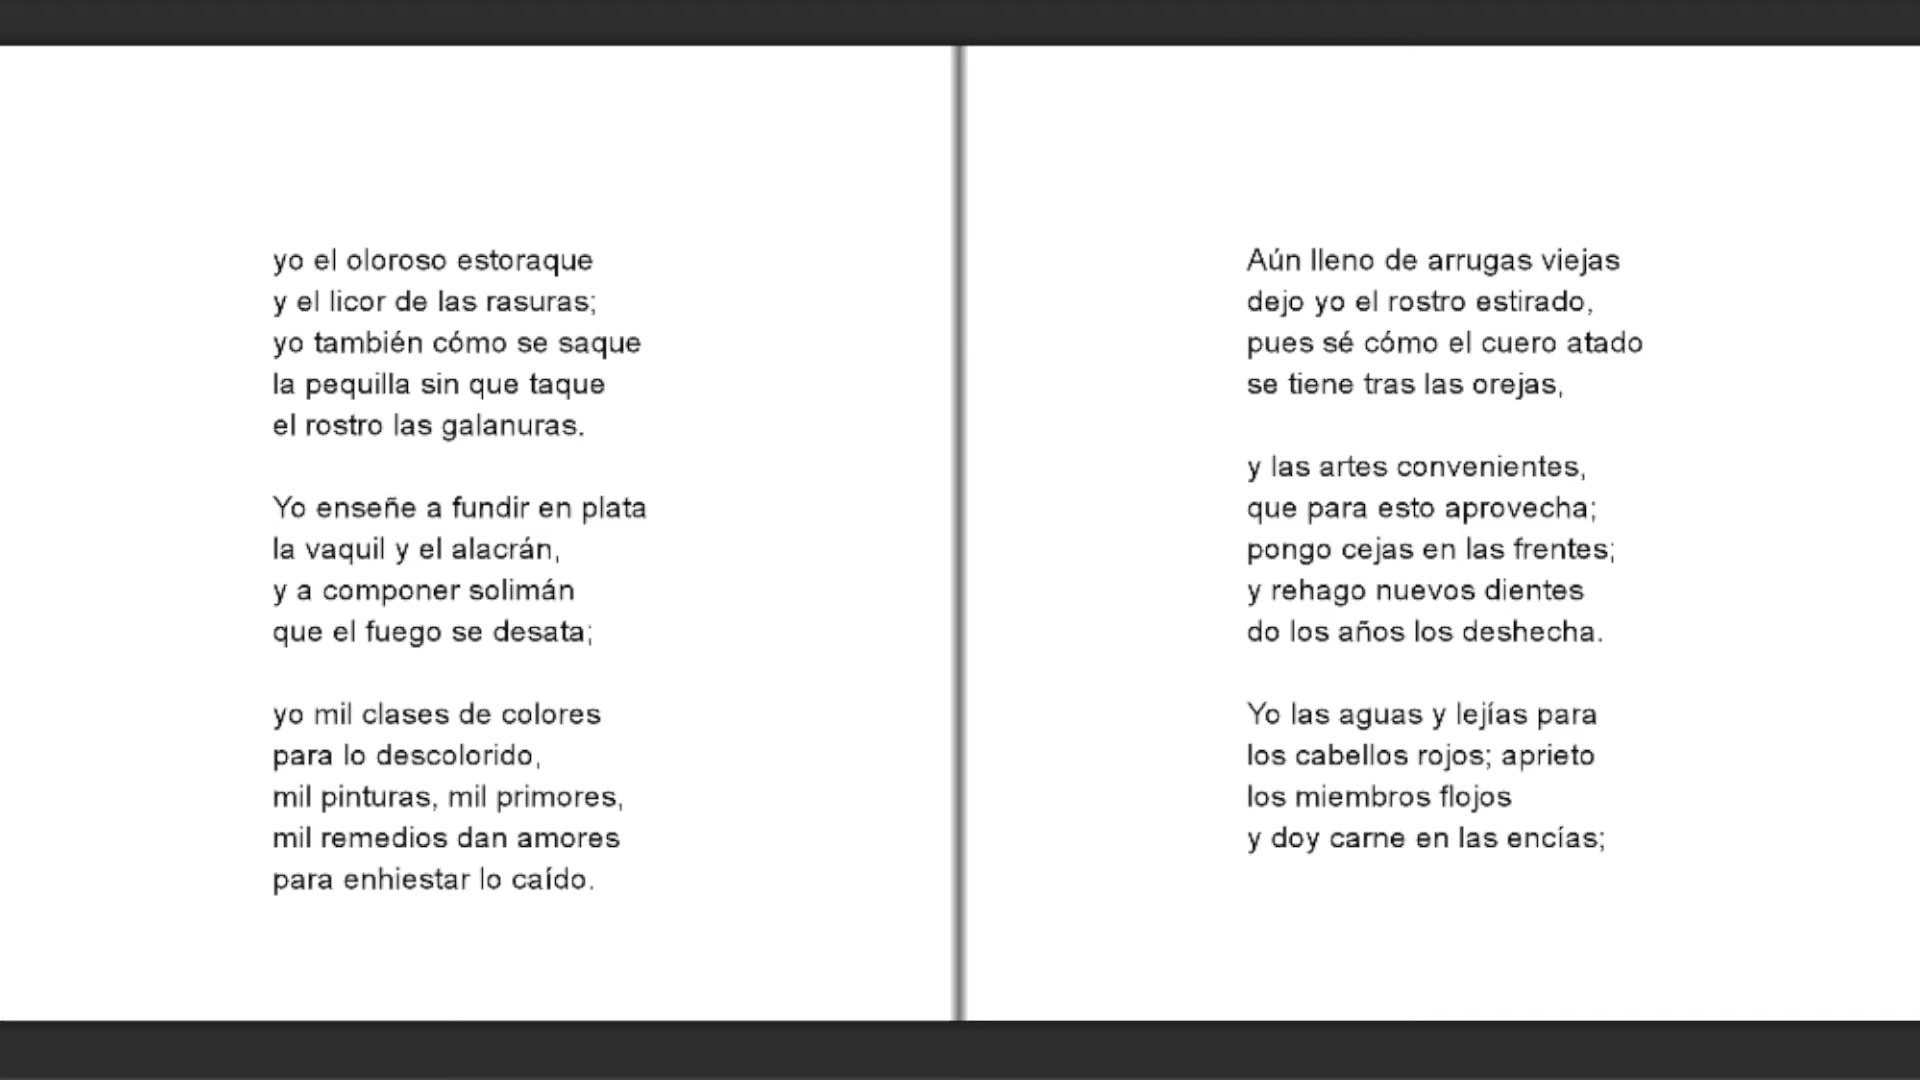 yo el oloroso estoraque
y el licor de las rasuras;
yo también cómo se saque
la pequilla sin que taque
el rostro las galanuras.
Yo enseñe a fundir en plata
la vaquil y el alacrán,
y a componer solimán
que el fuego se desata;
yo mil clases de colores
para lo descolorido,
mil pinturas, mil primores,
mil remedios dan amores
para enhiestar lo caído.
Aún lleno de arrugas viejas
dejo yo el rostro estirado,
pues sé cómo el cuero atado
se tiene tras las orejas,
y las artes convenientes,
que para esto aprovecha;
pongo cejas en las frentes;
y rehago nuevos dientes
do los años los deshecha.
Yo las aguas y lejías para
los cabellos rojos; aprieto
los miembros flojos
y doy carne en las encías;